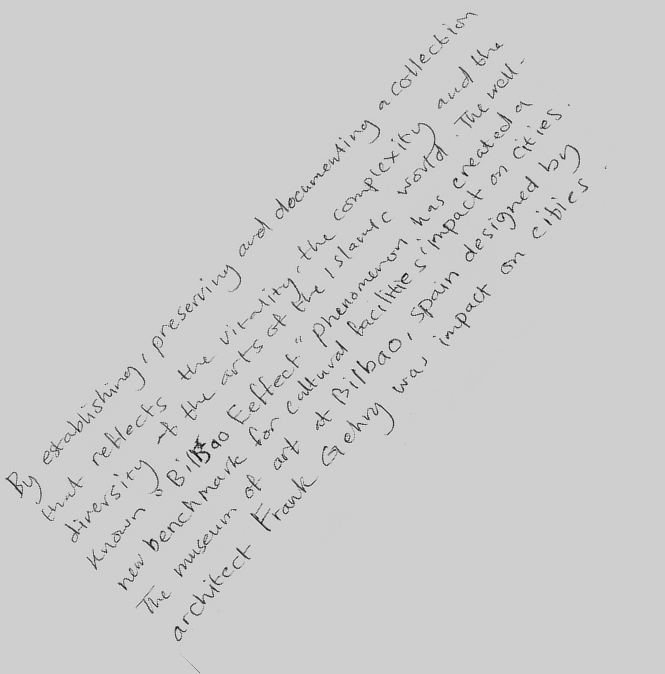 By establishing, preserving and documenting a collection
that reflects the vitality, the complexity and the
diversity of the arts of the Islamic world. The well-
Known "Bilbao Eeffect" phenomenon has created a
new benchmark for cultural facilities' impact on cities.
The museum of art at Bilbao, Spain designed by
architect Frank Gehry was impact on cities.